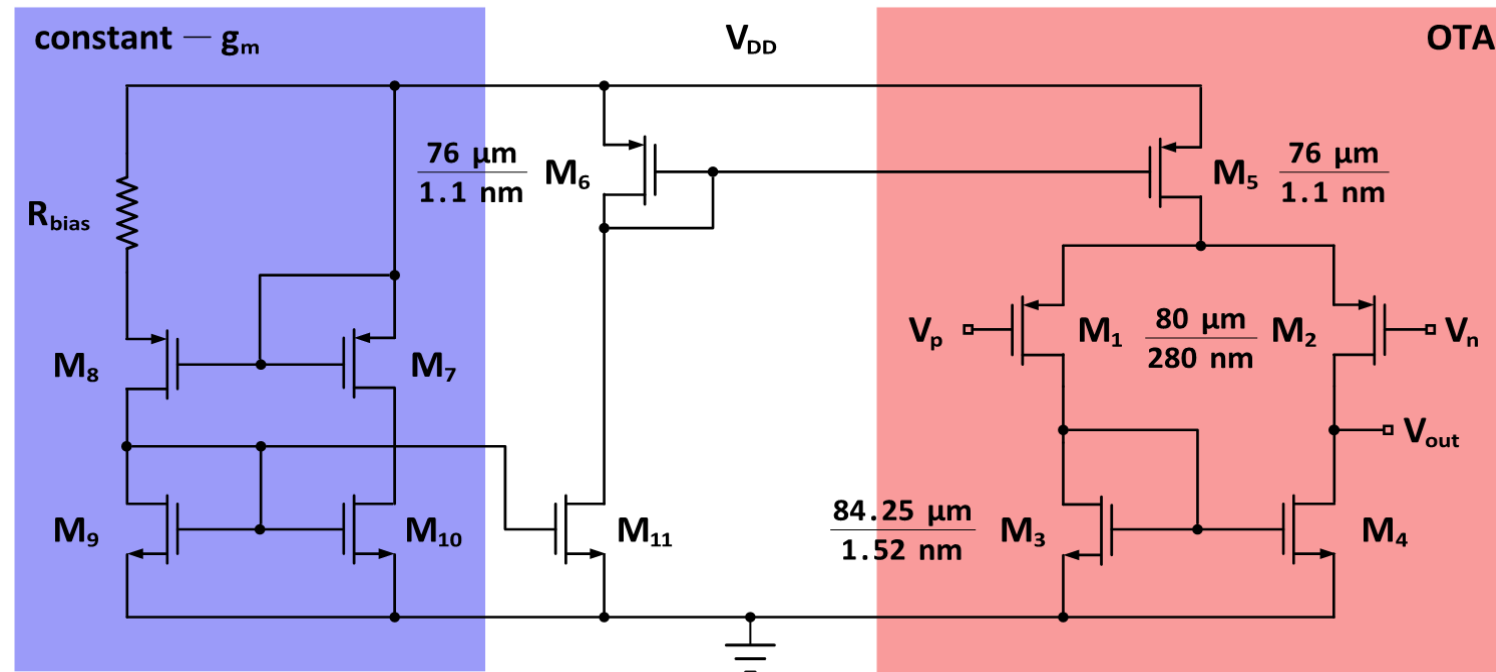 constant — gm
VDD
OTA
76 μm
1.1 nm
M6
M5
76 μm
1.1 nm
Rbias
Vp
M1
80 μm
280 nm
M2
Vn
M8
M7
Vout
M9
M10
M11
84.25 μm
1.52 nm
M3
M4